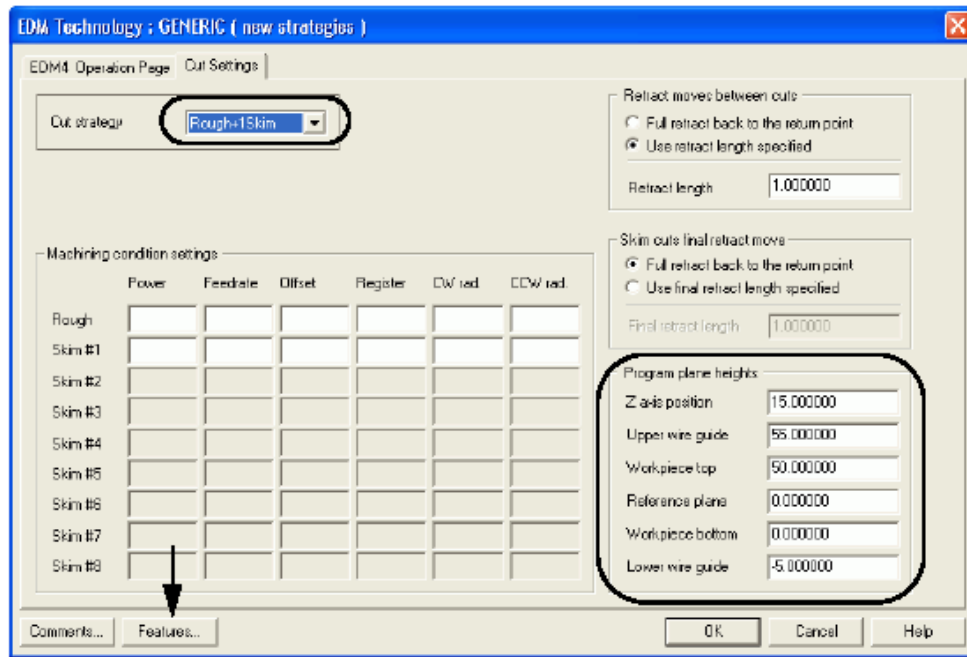 EDM Technology : GENERIC ( new strategies )
EDM4 Operation Page
Cut Settings
Cut strategy
Rough+1Skim
Retract moves between cuts
Full retract back to the return point
Use retract length specified
Retract length
1.000000
Skim cuts final retract move
Full retract back to the return point
Use final retract length specified
Final retract length
1.000000
Machining condition settings
Power Feedrate Offset Register CW rad. CCW rad.
Rough
Skim #1
Skim #2
Skim #3
Skim #4
Skim #5
Skim #6
Skim #7
Skim #8
Program plane heights
Z axis position 15.000000
Upper wire guide 55.000000
Workpiece top 50.000000
Reference plane 0.000000
Workpiece bottom 0.000000
Lower wire guide -5.000000
Comments... Features... OK Cancel Help